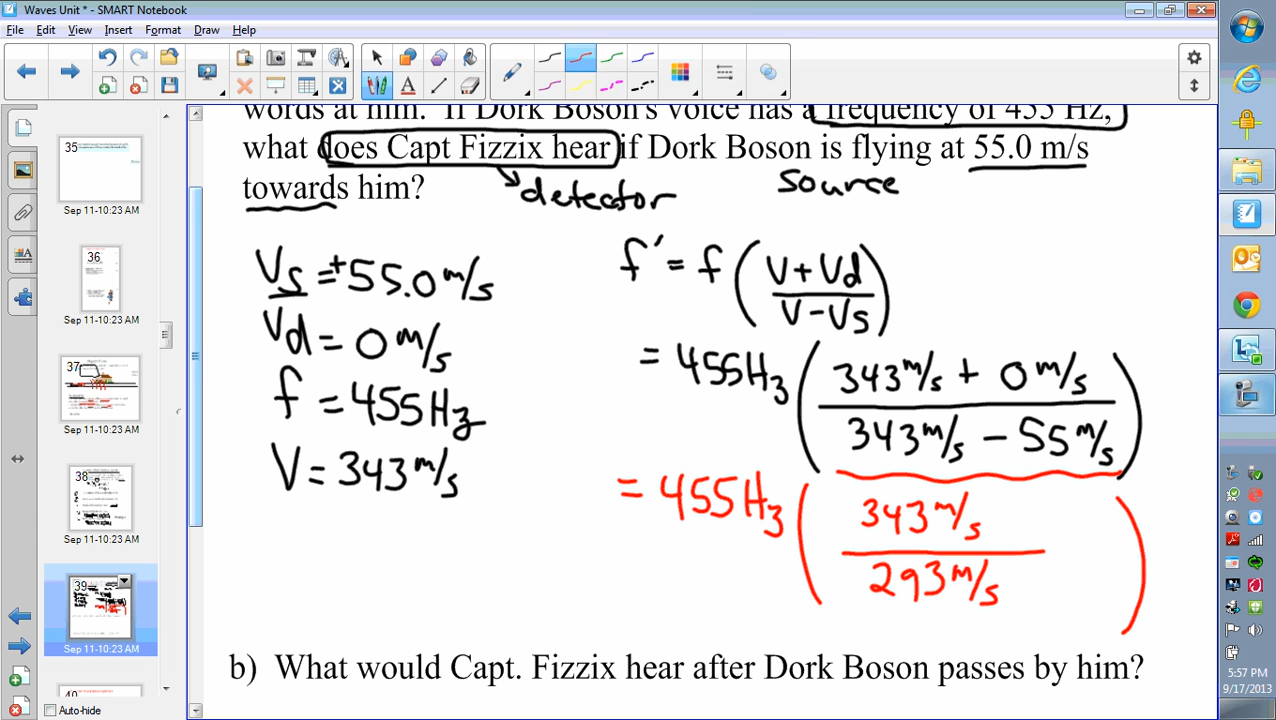 Waves Unit * - SMART Notebook
File Edit View Insert Format Draw Help
words at him. If Dork Boson's voice has a frequency of 455 Hz,
what does Capt Fizzix hear if Dork Boson is flying at 55.0 m/s
towards him?
detector
source
Vs = +55.0 m/s
Vd = 0 m/s
f = 455 Hz
V = 343 m/s
f' = f (V + Vd / V - Vs)
= 455 Hz (343 m/s + 0 m/s / 343 m/s - 55 m/s)
= 455 Hz (343 m/s / 293 m/s)
b) What would Capt. Fizzix hear after Dork Boson passes by him?
35
Sep 11-10:23 AM
36
Sep 11-10:23 AM
37
Sep 11-10:23 AM
38
Sep 11-10:23 AM
39
Sep 11-10:23 AM
Auto-hide
5:57 PM
9/17/2013